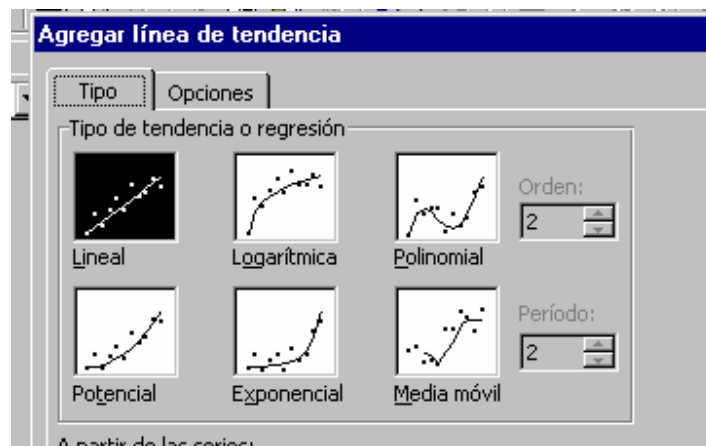 Agregar línea de tendencia
Tipo Opciones
Tipo de tendencia o regresión
Orden:
2
Lineal Logarítmica Polinomial
Período:
2
Potencial Exponencial Media móvil
A partir de las series: